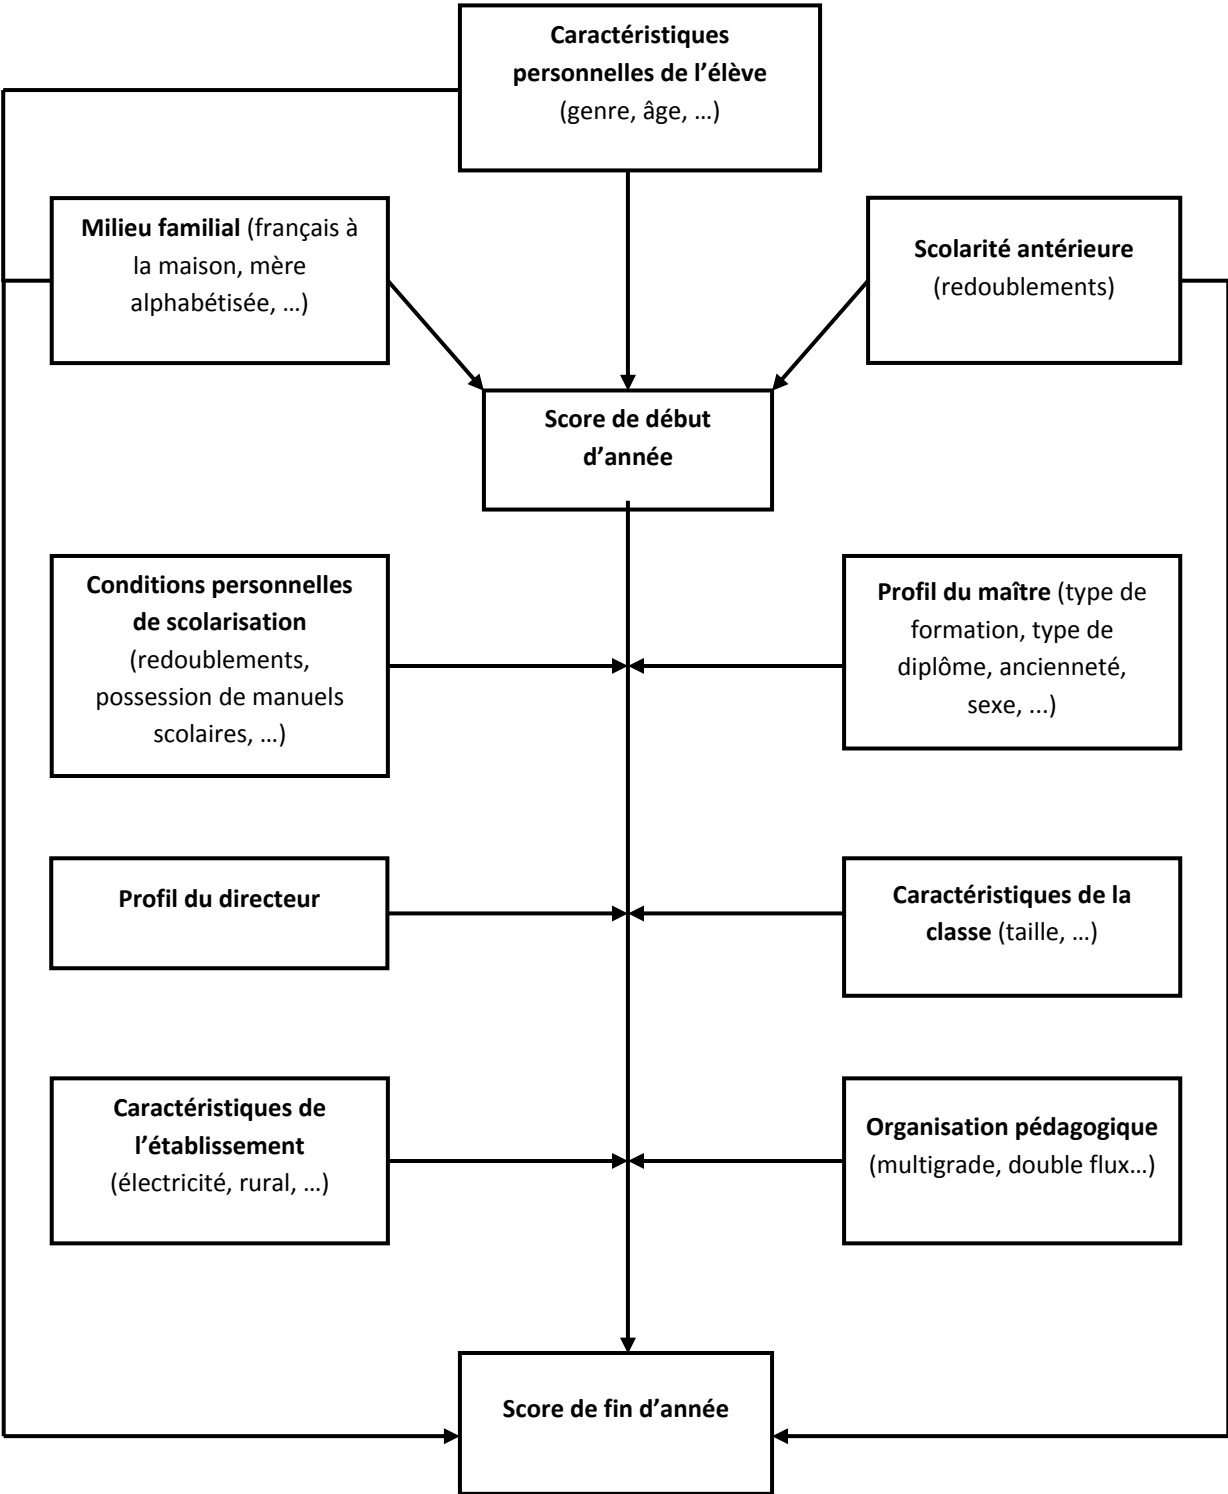 Caractéristiques
personnelles de l’élève
(genre, âge, …)
Milieu familial (français à
la maison, mère
alphabétisée, …)
Scolarité antérieure
(redoublements)
Score de début
d’année
Conditions personnelles
de scolarisation
(redoublements,
possession de manuels
scolaires, …)
Profil du maître (type de
formation, type de
diplôme, ancienneté,
sexe, ...)
Profil du directeur
Caractéristiques de la
classe (taille, …)
Caractéristiques de
l’établissement
(électricité, rural, …)
Organisation pédagogique
(multigrade, double flux…)
Score de fin d’année